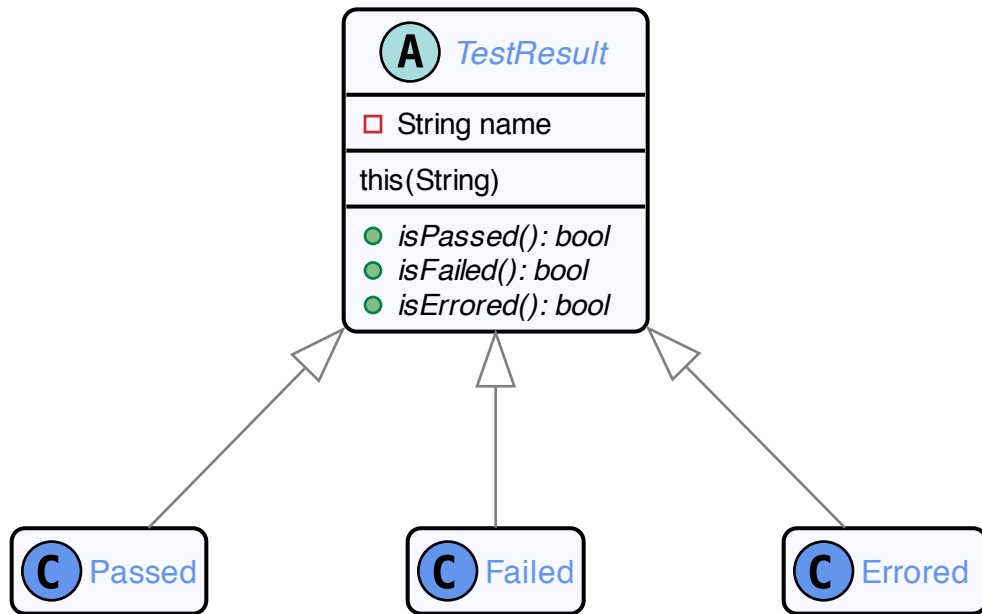 A TestResult
String name
this(String)
isPassed(): bool
isFailed(): bool
isErrored(): bool
C Passed
C Failed
C Errored